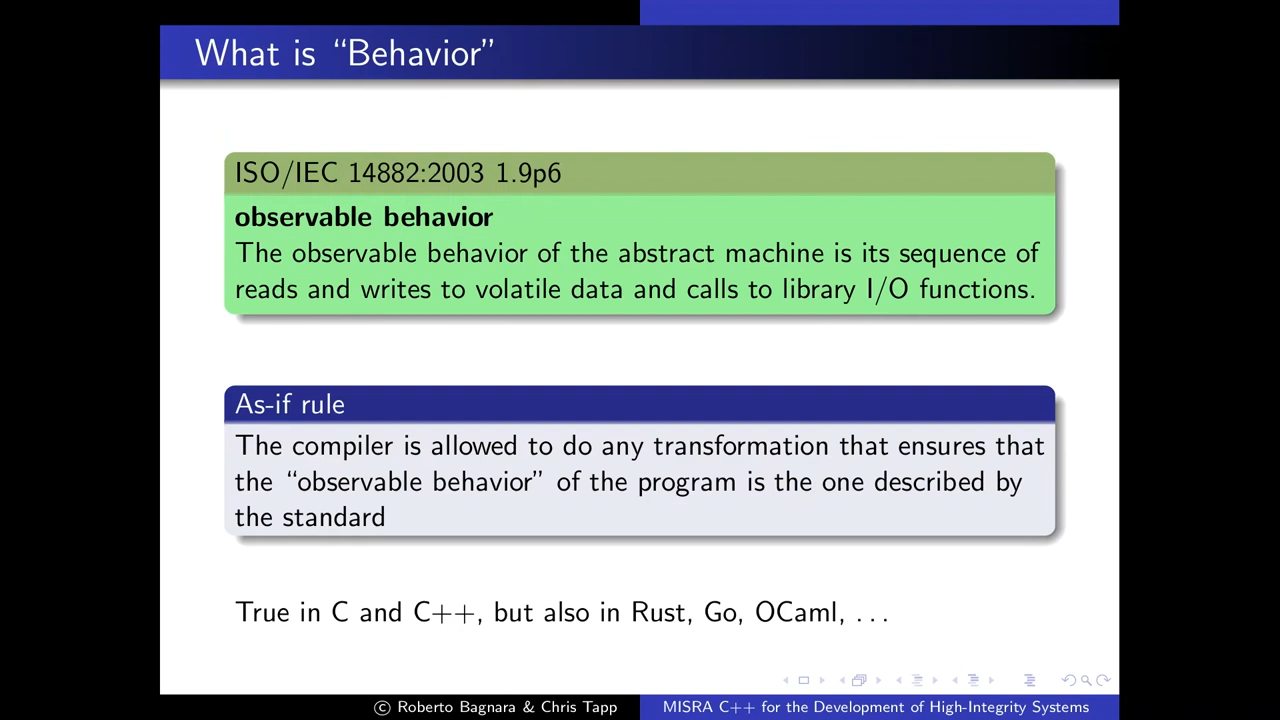 What is “Behavior”
ISO/IEC 14882:2003 1.9p6
observable behavior
The observable behavior of the abstract machine is its sequence of
reads and writes to volatile data and calls to library I/O functions.
As-if rule
The compiler is allowed to do any transformation that ensures that
the “observable behavior” of the program is the one described by
the standard
True in C and C++, but also in Rust, Go, OCaml, . . .
© Roberto Bagnara & Chris Tapp
MISRA C++ for the Development of High-Integrity Systems